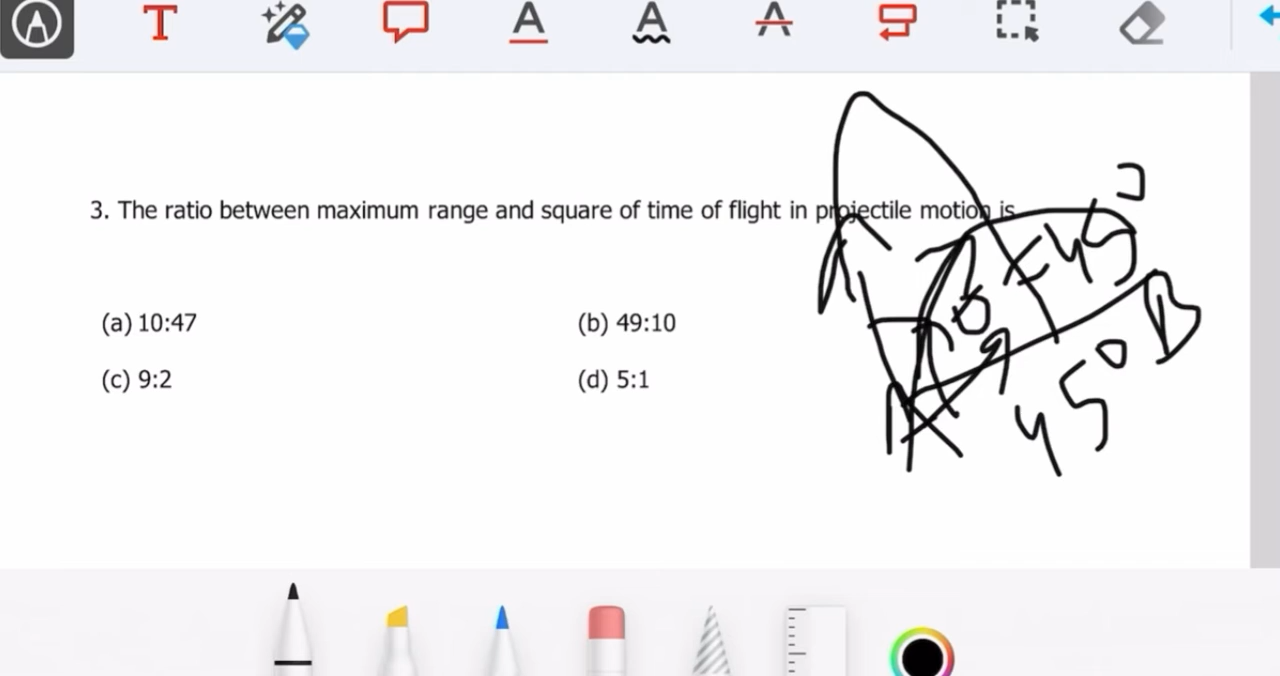 3. The ratio between maximum range and square of time of flight in projectile motion is
(a) 10:47
(b) 49:10
(c) 9:2
(d) 5:1
θ = 45°
45°
B
A